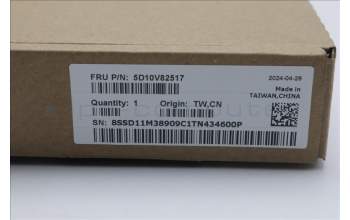 FRU P/N: 5D10V82517
2024-04-29
Made in
TAIWAN,CHINA
Quantity: 1 Origin: TW,CN
SN: 8SSD11M38909C1TN434600P